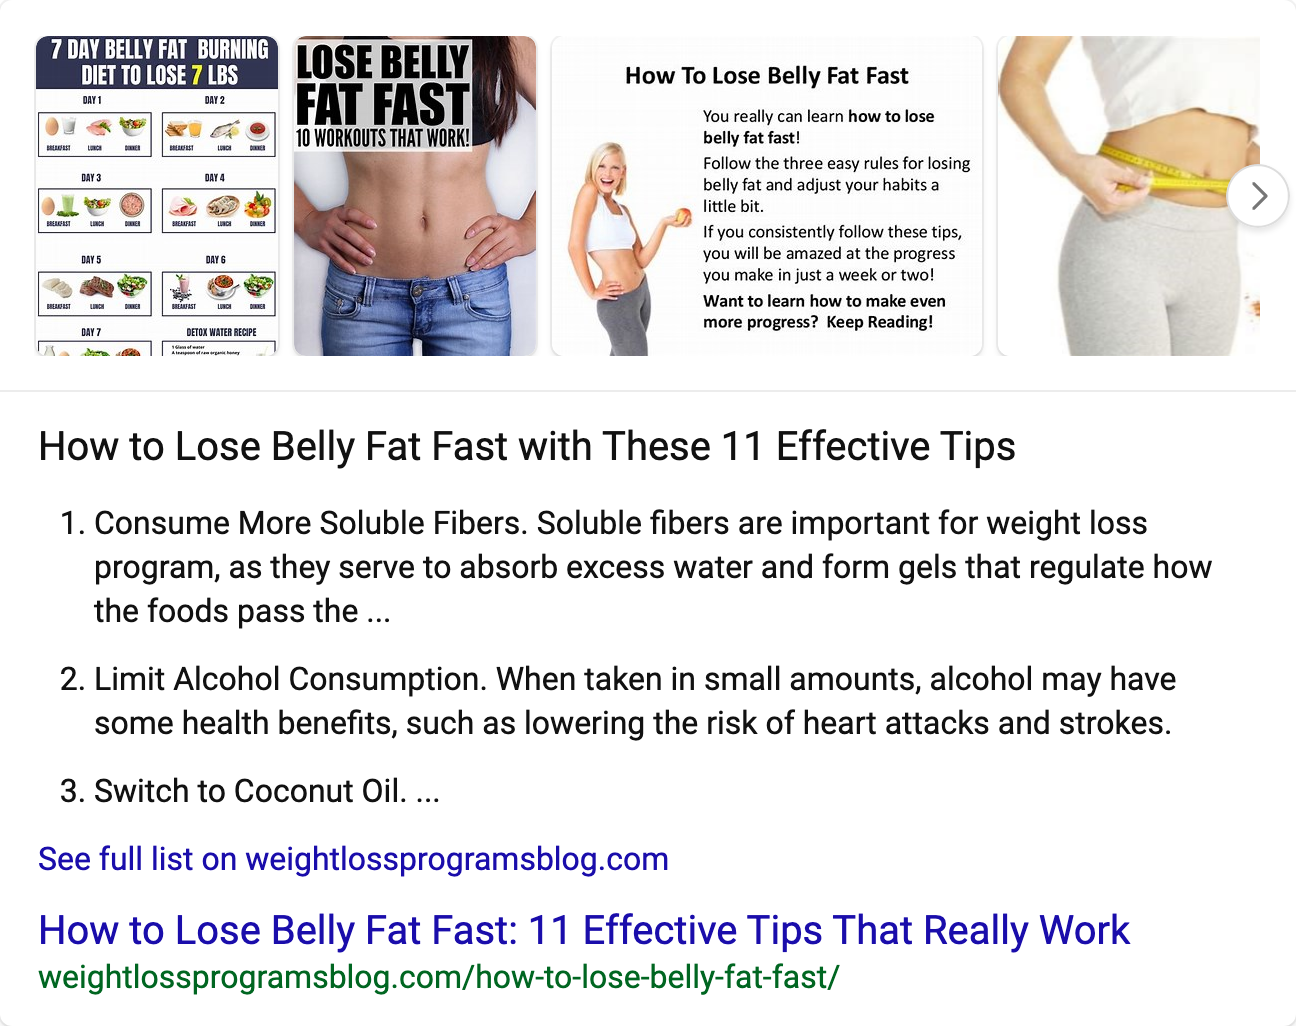 7 DAY BELLY FAT BURNING
DIET TO LOSE 7 LBS
DAY 1
DAY 2
BREAKFAST LUNCH DINNER
BREAKFAST LUNCH DINNER
DAY 3
DAY 4
BREAKFAST LUNCH DINNER
BREAKFAST LUNCH DINNER
DAY 5
DAY 6
BREAKFAST LUNCH DINNER
BREAKFAST LUNCH DINNER
DAY 7
DETOX WATER RECIPE
1 Glass of water
A teaspoon of raw organic honey
LOSE BELLY
FAT FAST
10 WORKOUTS THAT WORK!
How To Lose Belly Fat Fast
You really can learn how to lose
belly fat fast!
Follow the three easy rules for losing
belly fat and adjust your habits a
little bit.
If you consistently follow these tips,
you will be amazed at the progress
you make in just a week or two!
Want to learn how to make even
more progress? Keep Reading!
How to Lose Belly Fat Fast with These 11 Effective Tips
1. Consume More Soluble Fibers. Soluble fibers are important for weight loss
program, as they serve to absorb excess water and form gels that regulate how
the foods pass the ...
2. Limit Alcohol Consumption. When taken in small amounts, alcohol may have
some health benefits, such as lowering the risk of heart attacks and strokes.
3. Switch to Coconut Oil. ...
See full list on weightlossprogramsblog.com
How to Lose Belly Fat Fast: 11 Effective Tips That Really Work
weightlossprogramsblog.com/how-to-lose-belly-fat-fast/